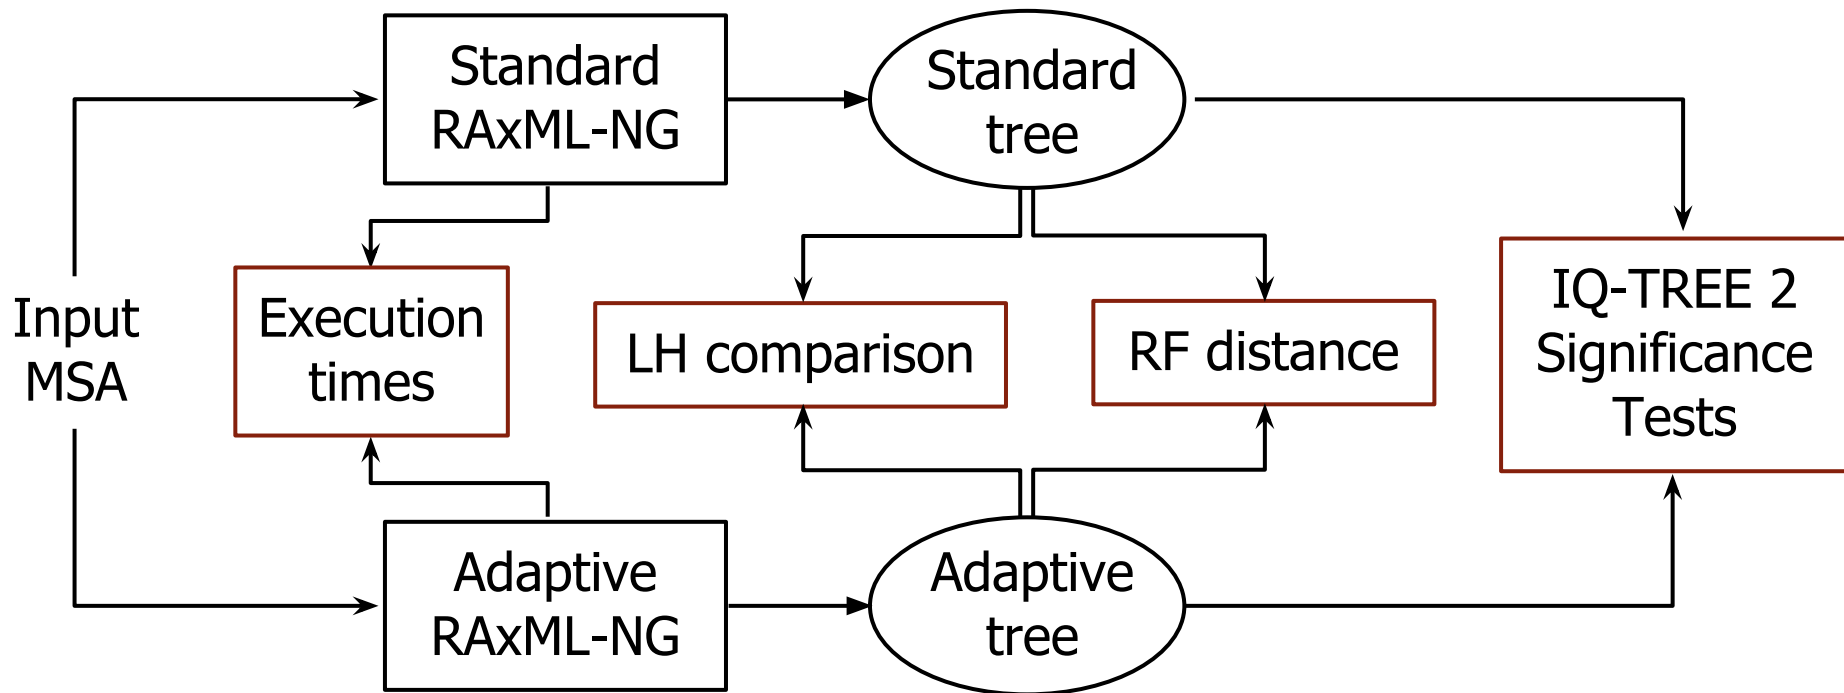 Standard
RAxML-NG
Standard
tree
Input
MSA
Execution
times
LH comparison
RF distance
IQ-TREE 2
Significance
Tests
Adaptive
RAxML-NG
Adaptive
tree